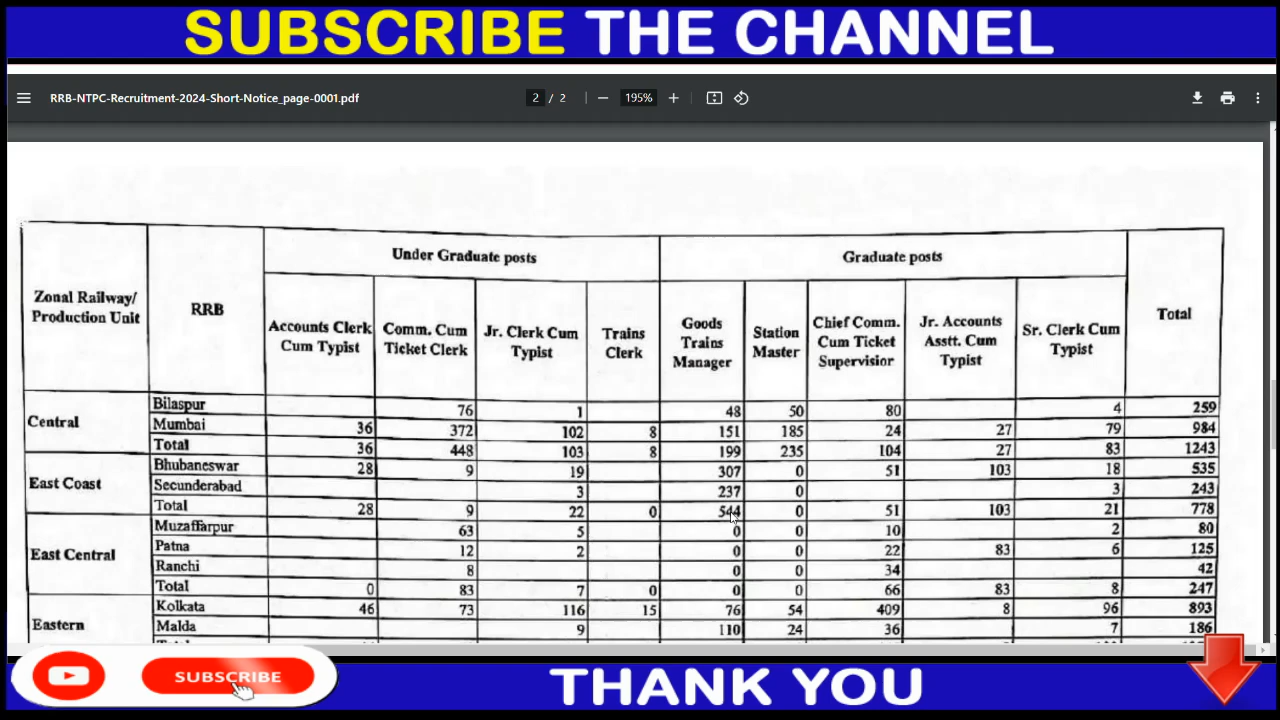 SUBSCRIBE THE CHANNEL
RRB-NTPC-Recruitment-2024-Short-Notice_page-0001.pdf 2 / 2 195%
Under Graduate posts Graduate posts
Zonal Railway/ Production Unit RRB Accounts Clerk Cum Typist Comm. Cum Ticket Clerk Jr. Clerk Cum Typist Trains Clerk Goods Trains Manager Station Master Chief Comm. Cum Ticket Supervisior Jr. Accounts Asstt. Cum Typist Sr. Clerk Cum Typist Total
Central
Bilaspur 76 1 48 50 80 4 259
Mumbai 36 372 102 8 151 185 24 27 79 984
Total 36 448 103 8 199 235 104 27 83 1243
East Coast
Bhubaneswar 28 9 19 307 0 51 103 18 535
Secunderabad 3 237 0 3 243
Total 28 9 22 0 544 0 51 103 21 778
East Central
Muzaffarpur 63 5 0 0 10 2 80
Patna 12 2 0 0 22 83 6 125
Ranchi 8 0 0 34 42
Total 0 83 7 0 0 0 66 83 8 247
Eastern
Kolkata 46 73 116 15 76 54 409 8 96 893
Malda 9 110 24 36 7 186
SUBSCRIBE
THANK YOU